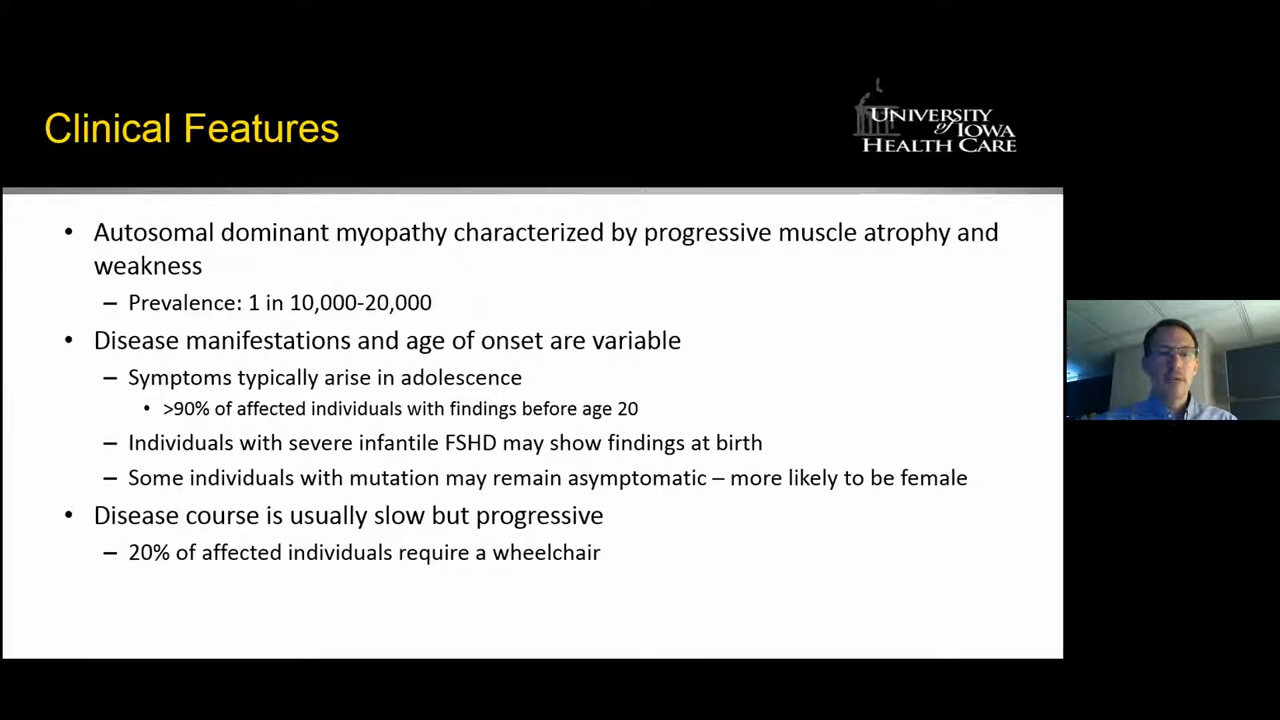 Clinical Features
UNIVERSITY
of IOWA
HEALTH CARE
• Autosomal dominant myopathy characterized by progressive muscle atrophy and
weakness
– Prevalence: 1 in 10,000-20,000
• Disease manifestations and age of onset are variable
– Symptoms typically arise in adolescence
• >90% of affected individuals with findings before age 20
– Individuals with severe infantile FSHD may show findings at birth
– Some individuals with mutation may remain asymptomatic – more likely to be female
• Disease course is usually slow but progressive
– 20% of affected individuals require a wheelchair